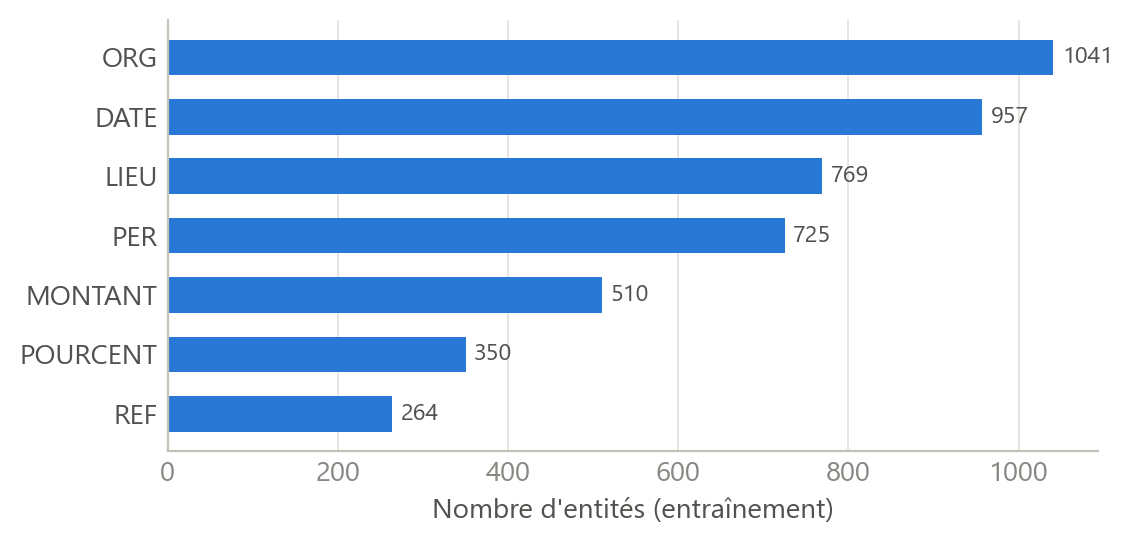 ORG 1041
DATE 957
LIEU 769
PER 725
MONTANT 510
POURCENT 350
REF 264
0 200 400 600 800 1000
Nombre d'entités (entraînement)